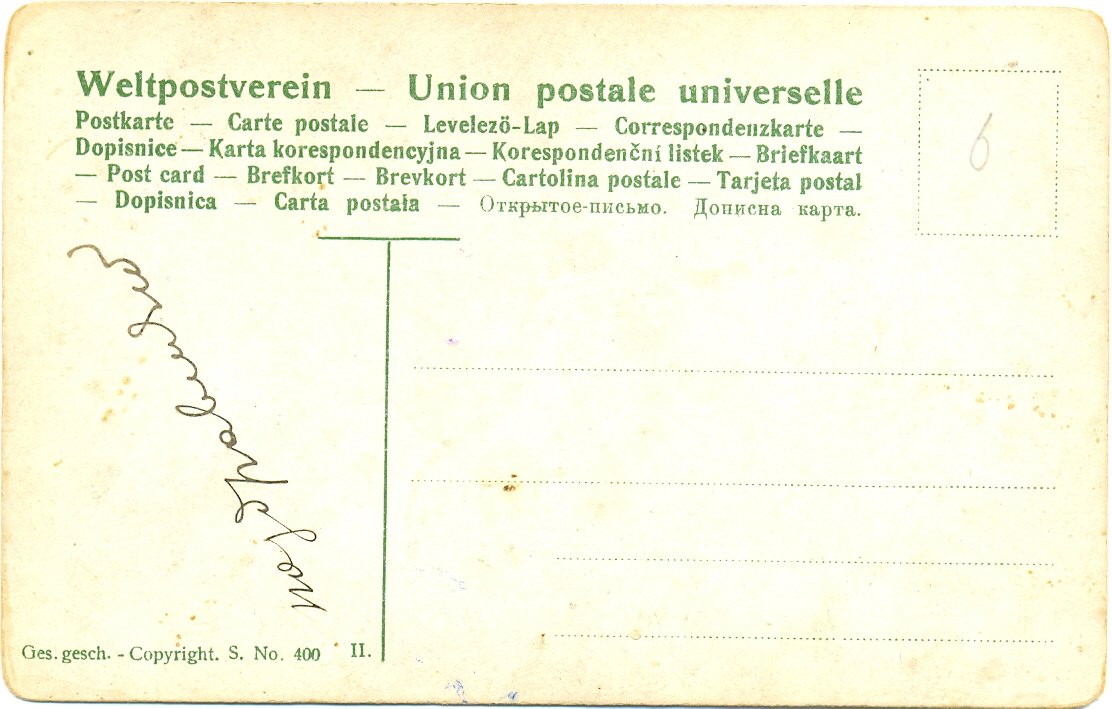 Weltpostverein — Union postale universelle
Postkarte — Carte postale — Levelező-Lap — Correspondenzkarte —
Dopisnice — Karta korespondencyjna — Korespondenční listek — Briefkaart
— Post card — Brefkort — Brevkort — Cartolina postale — Tarjeta postal
— Dopisnica — Carta postala — Открытое-письмо. Дописна карта.
6
Ges. gesch. - Copyright. S. No. 400 II.